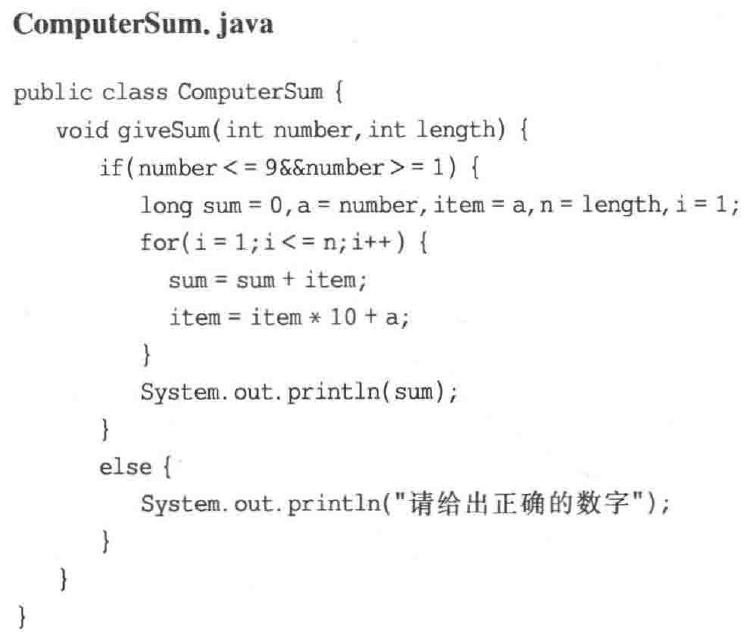 ComputerSum.java
public class ComputerSum {
void giveSum(int number,int length) {
if(number<=9&&number>=1) {
long sum=0,a=number,item=a,n=length,i=1;
for(i=1;i<=n;i++) {
sum=sum+item;
item=item*10+a;
}
System.out.println(sum);
}
else {
System.out.println("请给出正确的数字");
}
}
}